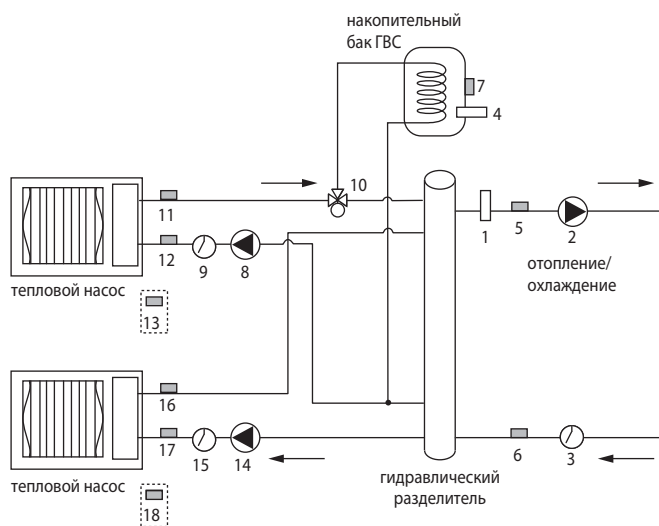 накопительный
бак ГВС
7
4
10
11
12
9
8
1
5
2
отопление/
охлаждение
тепловой насос
13
16
17
15
14
6
3
гидравлический
разделитель
тепловой насос
18